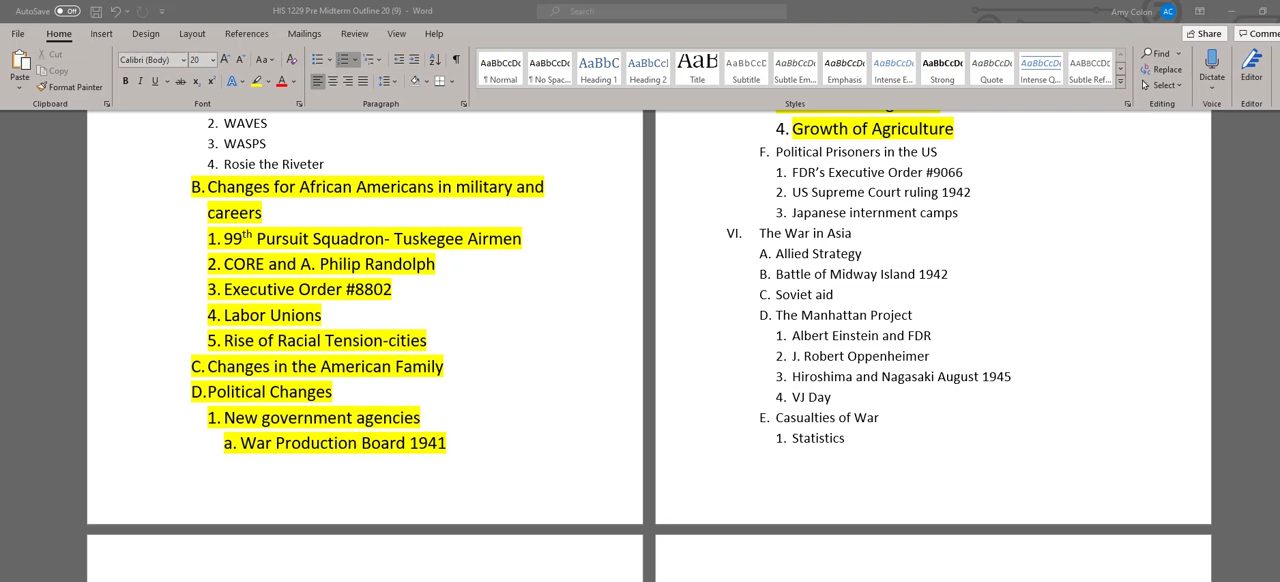 AutoSave Off HIS 1229 Pre Midterm Outline 20 (9) - Word Search Amy Colon AC
File Home Insert Design Layout References Mailings Review View Help Share Comme
Paste Cut Copy Format Painter Clipboard
Calibri (Body) 20 A A Aa A
B I U ab x₂ x² A A Font
Paragraph
AaBbCcDc AaBbCcDc AaBbC AaBbCcl AaB AaBbCcD AaBbCcDc AaBbCcDc AaBbCcDc AaBbCcDc AaBbCcDc AaBbCcDc AaBbCcDc
¶ Normal ¶ No Spac... Heading 1 Heading 2 Title Subtitle Subtle Em... Emphasis Intense E... Strong Quote Intense Q... Subtle Ref...
Styles
Find Replace Select Editing
Dictate Voice
Editor Editor
2. WAVES
3. WASPS
4. Rosie the Riveter
B. Changes for African Americans in military and
careers
1. 99th Pursuit Squadron- Tuskegee Airmen
2. CORE and A. Philip Randolph
3. Executive Order #8802
4. Labor Unions
5. Rise of Racial Tension-cities
C. Changes in the American Family
D. Political Changes
1. New government agencies
a. War Production Board 1941
4. Growth of Agriculture
F. Political Prisoners in the US
1. FDR's Executive Order #9066
2. US Supreme Court ruling 1942
3. Japanese internment camps
VI. The War in Asia
A. Allied Strategy
B. Battle of Midway Island 1942
C. Soviet aid
D. The Manhattan Project
1. Albert Einstein and FDR
2. J. Robert Oppenheimer
3. Hiroshima and Nagasaki August 1945
4. VJ Day
E. Casualties of War
1. Statistics